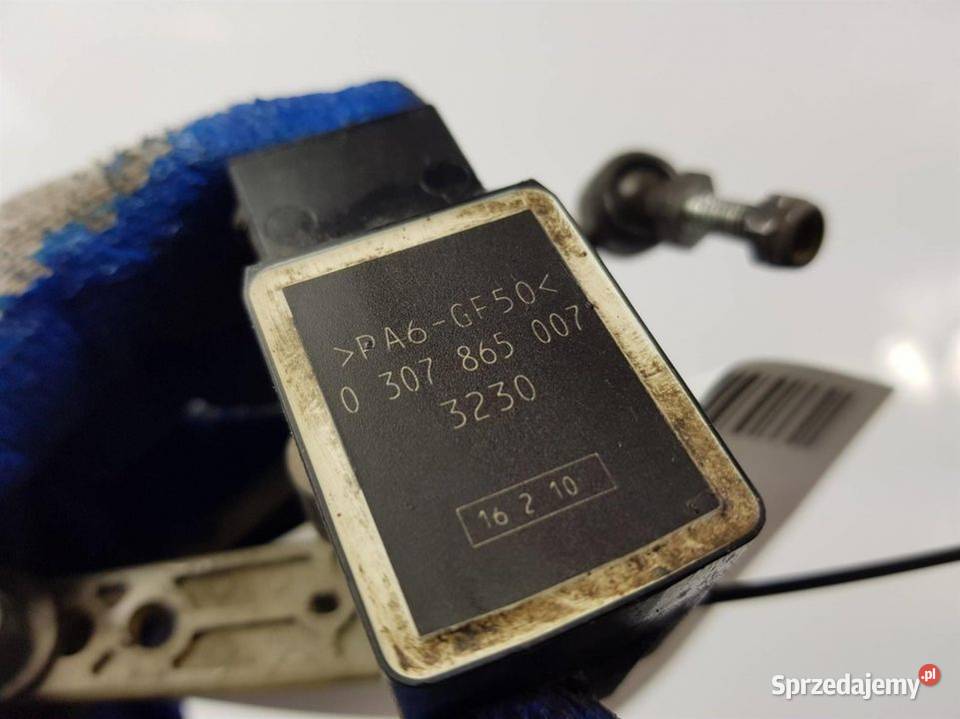 >PA6-GF50<
0 307 865 007
3230
16 2 10
Sprzedajemy.pl